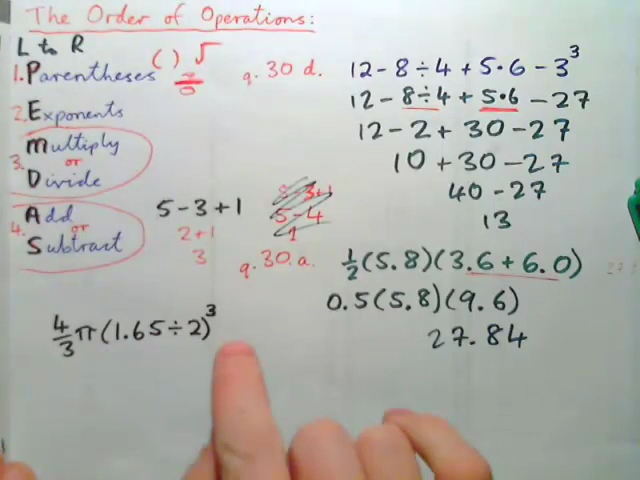 The Order of Operations:
L to R
1. Parentheses ( ) √
q. 30 d.
12 - 8 ÷ 4 + 5 · 6 - 3³
2. Exponents
12 - 8 ÷ 4 + 5 · 6 - 27
3. Multiply
or
Divide
12 - 2 + 30 - 27
10 + 30 - 27
40 - 27
13
4. Add
or
Subtract
5 - 3 + 1
2 + 1
3
5 - 4
1
q. 30. a.
½ (5.8)(3.6 + 6.0)
0.5 (5.8)(9.6)
27.84
4/3 π (1.65 ÷ 2)³